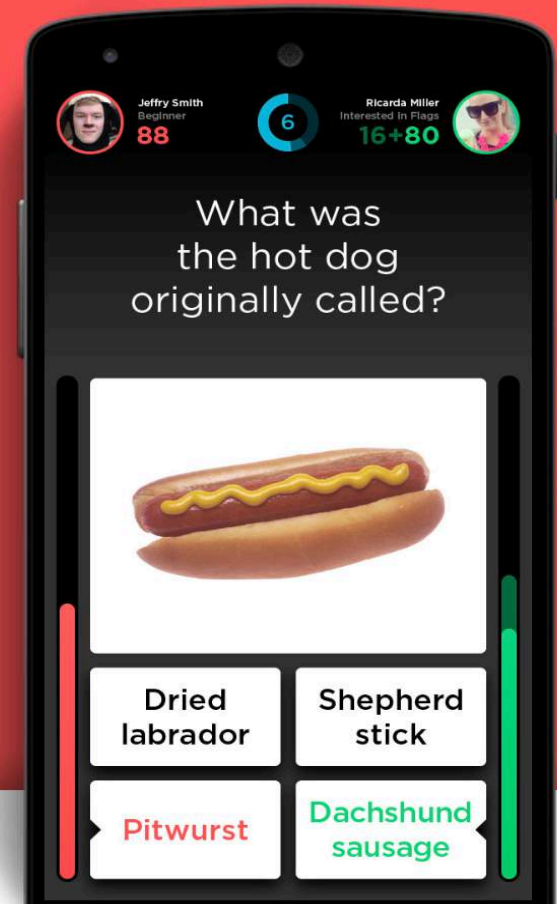 Jeffry Smith
Beginner
88
6
Ricarda Miller
Interested in Flags
16+80
What was
the hot dog
originally called?
Dried
labrador
Shepherd
stick
Pitwurst
Dachshund
sausage